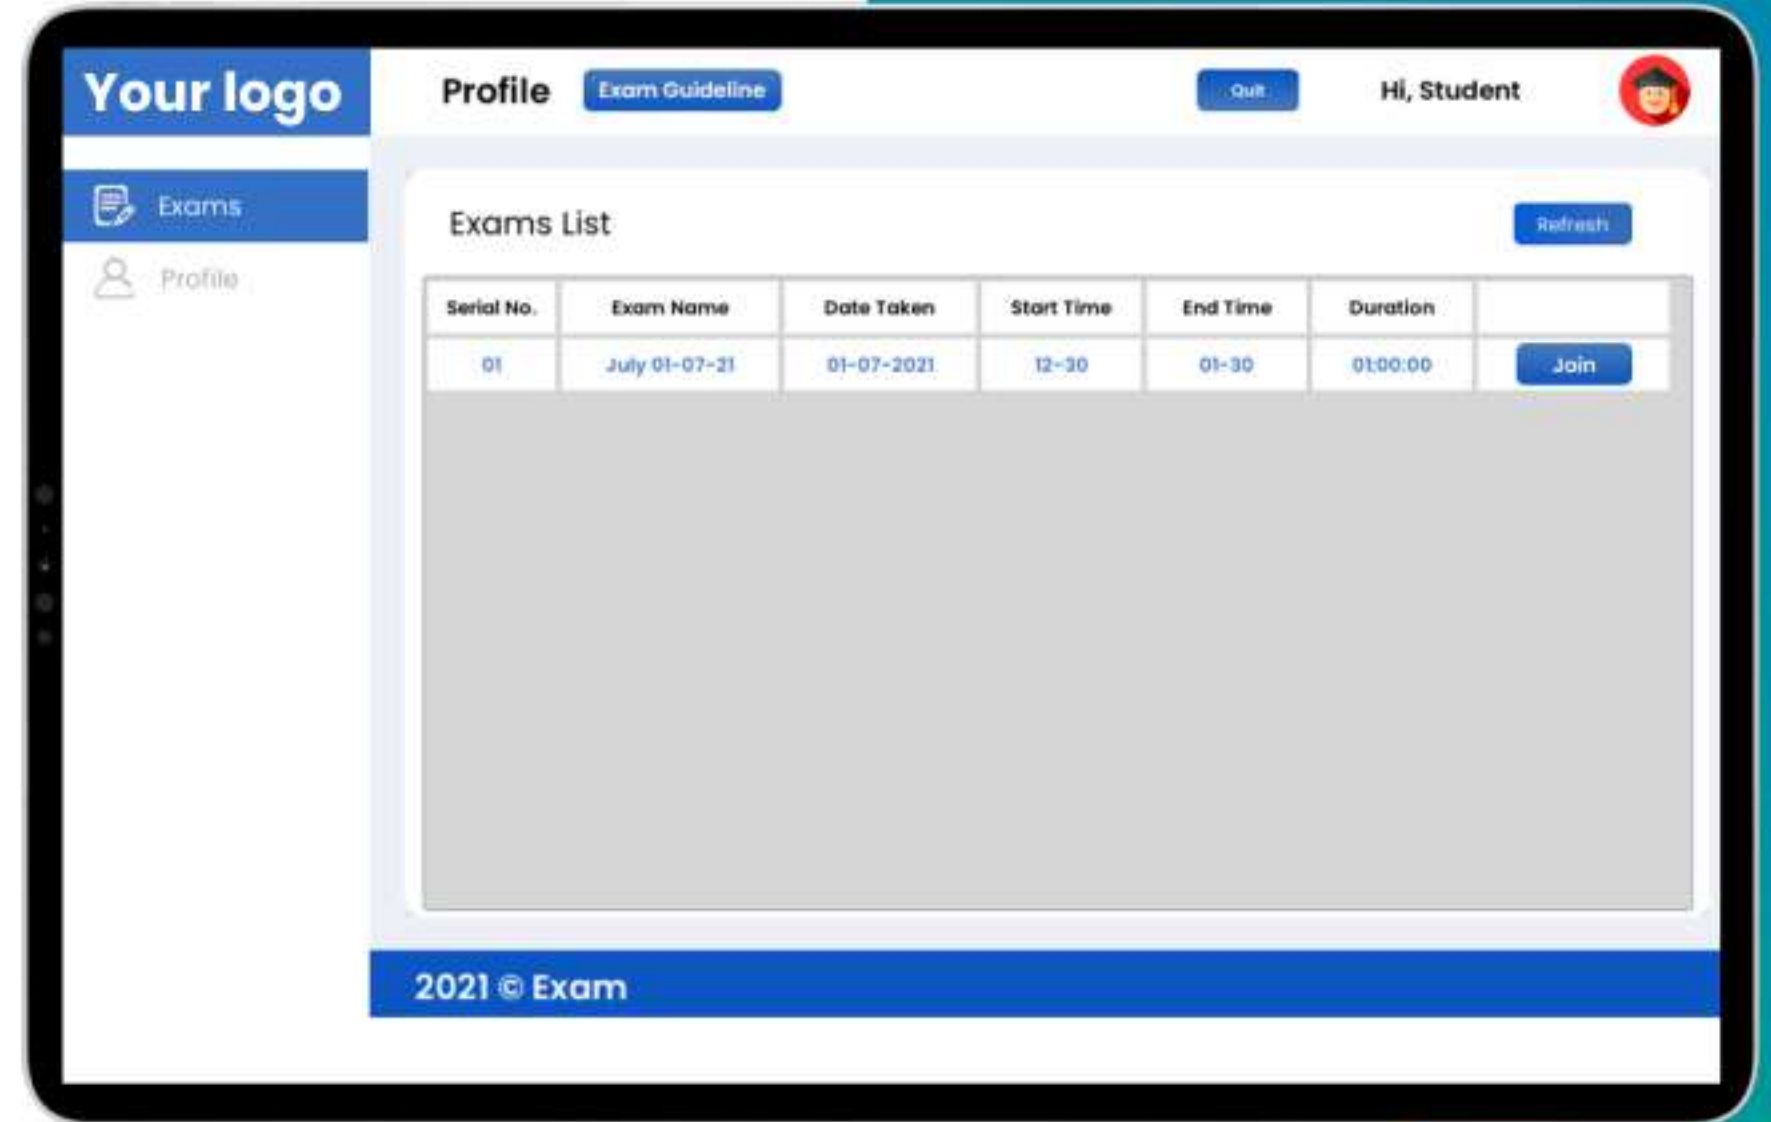 Your logo
Profile Exam Guideline Quit Hi, Student
Exams
Profile
Exams List Refresh
Serial No. Exam Name Date Taken Start Time End Time Duration
01 July 01-07-21 01-07-2021 12-30 01-30 01:00:00 Join
2021 © Exam